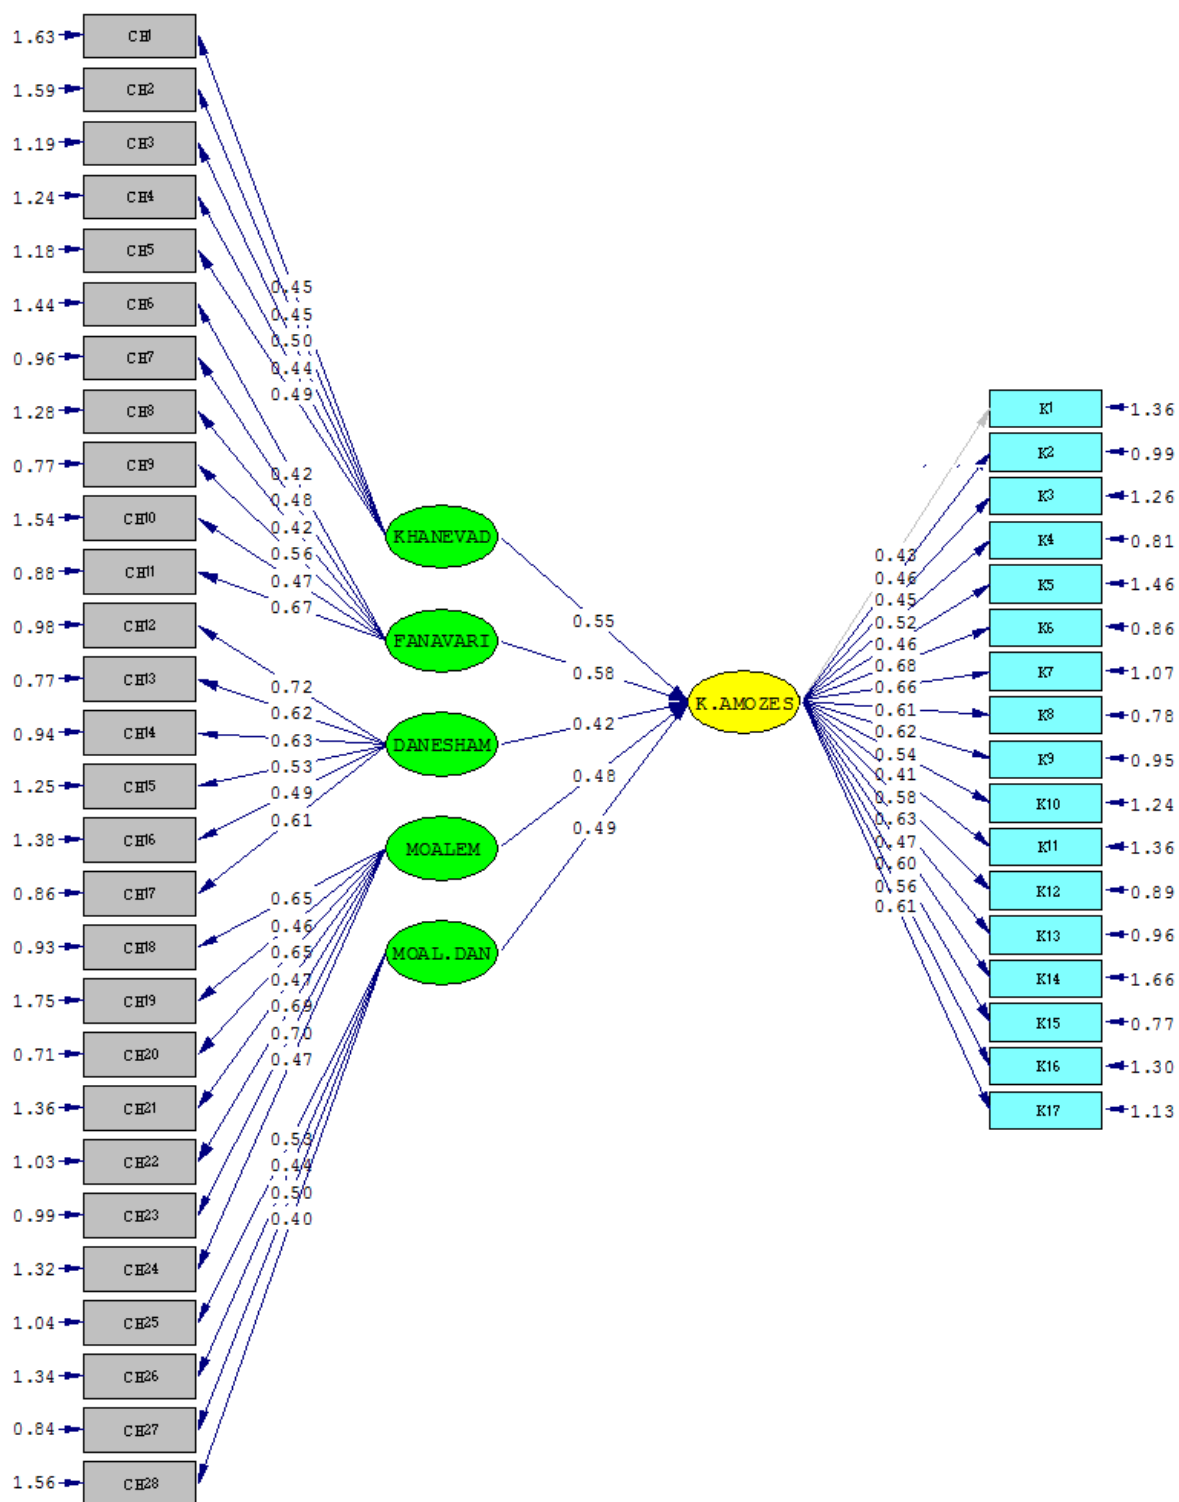 1.63 CH1
1.59 CH2
1.19 CH3
1.24 CH4
1.18 CH5
1.44 CH6
0.96 CH7
1.28 CH8
0.77 CH9
1.54 CH10
0.88 CH11
0.98 CH12
0.77 CH13
0.94 CH14
1.25 CH15
1.38 CH16
0.86 CH17
0.93 CH18
1.75 CH19
0.71 CH20
1.36 CH21
1.03 CH22
0.99 CH23
1.32 CH24
1.04 CH25
1.34 CH26
0.84 CH27
1.56 CH28
0.45
0.45
0.50
0.44
0.49
0.42
0.48
0.42
0.56
0.47
0.67
0.72
0.62
0.63
0.53
0.49
0.61
0.65
0.46
0.65
0.47
0.69
0.70
0.47
0.53
0.44
0.50
0.40
KHANEVAD
FANAVARI
DANESHAM
MOALEM
MOAL.DAN
0.55
0.58
0.42
0.48
0.49
K.AMOZES
0.43
0.46
0.45
0.52
0.46
0.68
0.66
0.61
0.62
0.54
0.41
0.58
0.63
0.47
0.60
0.56
0.61
K1 1.36
K2 0.99
K3 1.26
K4 0.81
K5 1.46
K6 0.86
K7 1.07
K8 0.78
K9 0.95
K10 1.24
K11 1.36
K12 0.89
K13 0.96
K14 1.66
K15 0.77
K16 1.30
K17 1.13